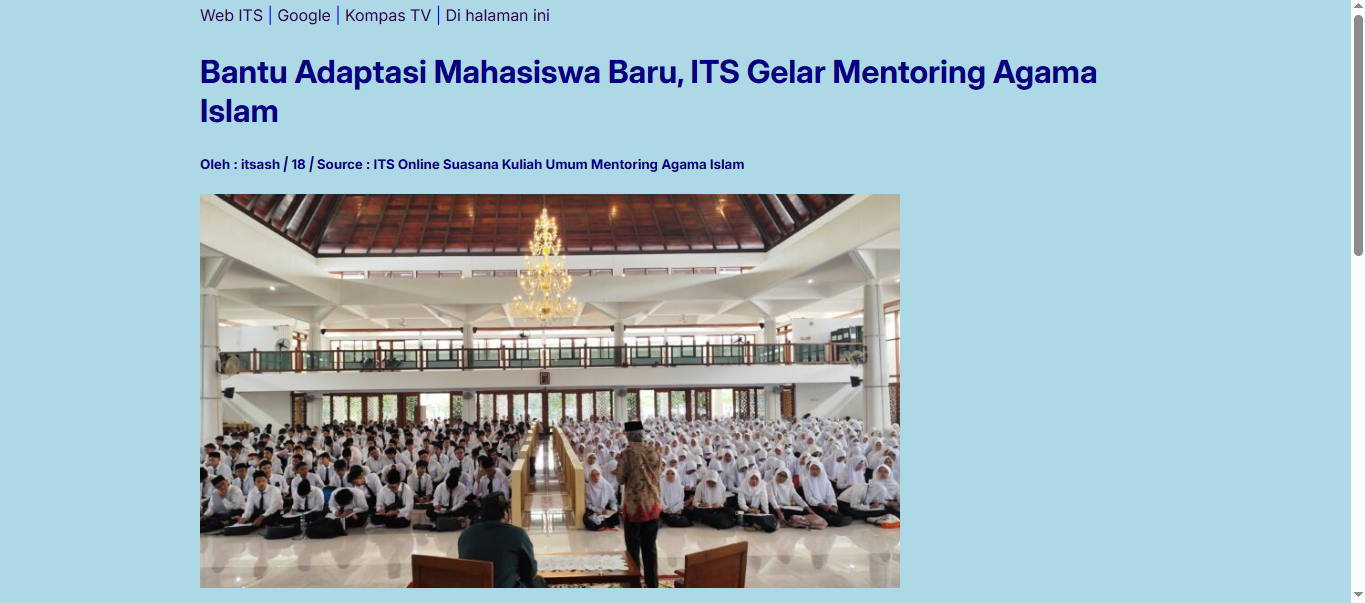 Web ITS | Google | Kompas TV | Di halaman ini
Bantu Adaptasi Mahasiswa Baru, ITS Gelar Mentoring Agama
Islam
Oleh : itsash / 18 / Source : ITS Online Suasana Kuliah Umum Mentoring Agama Islam